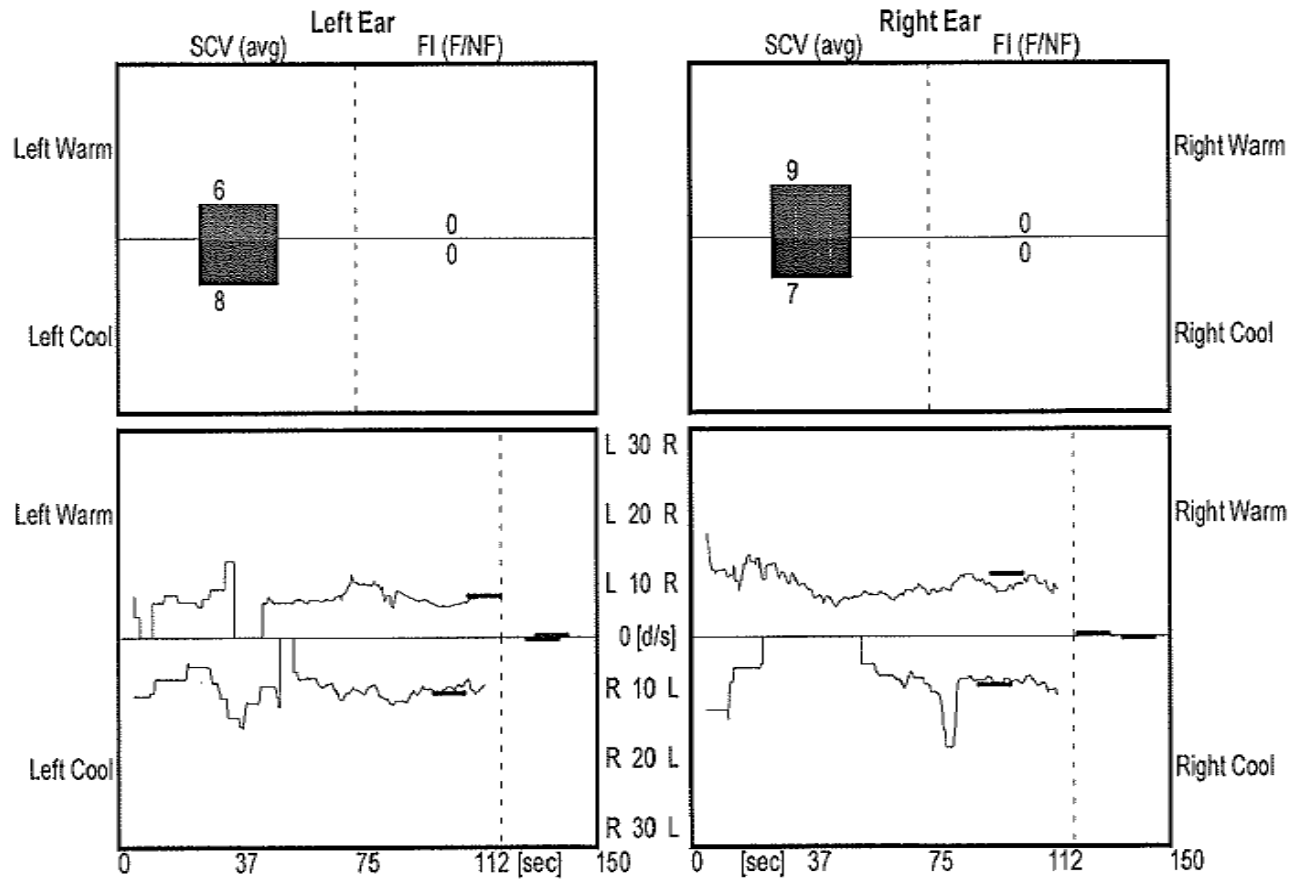 Left Ear
Right Ear
SCV (avg) FI (F/NF)
SCV (avg) FI (F/NF)
Left Warm
Right Warm
6
9
0
0
0
0
8
7
Left Cool
Right Cool
L 30 R
Left Warm
L 20 R
Right Warm
L 10 R
0 [d/s]
R 10 L
R 20 L
Left Cool
Right Cool
R 30 L
0 37 75 112 [sec] 150
0 [sec] 37 75 112 150